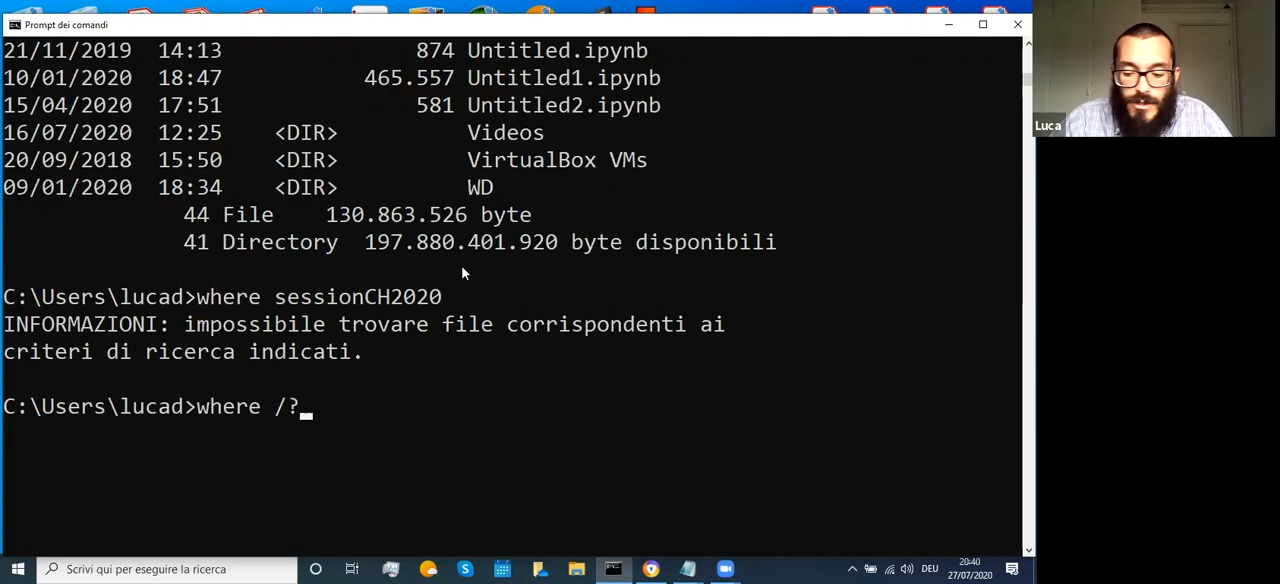 Prompt dei comandi
21/11/2019 14:13 874 Untitled.ipynb
10/01/2020 18:47 465.557 Untitled1.ipynb
15/04/2020 17:51 581 Untitled2.ipynb
16/07/2020 12:25 <DIR> Videos
20/09/2018 15:50 <DIR> VirtualBox VMs
09/01/2020 18:34 <DIR> WD
44 File 130.863.526 byte
41 Directory 197.880.401.920 byte disponibili
C:\Users\lucad>where sessionCH2020
INFORMAZIONI: impossibile trovare file corrispondenti ai
criteri di ricerca indicati.
C:\Users\lucad>where /?
Luca
Scrivi qui per eseguire la ricerca
DEU
20:40
27/07/2020